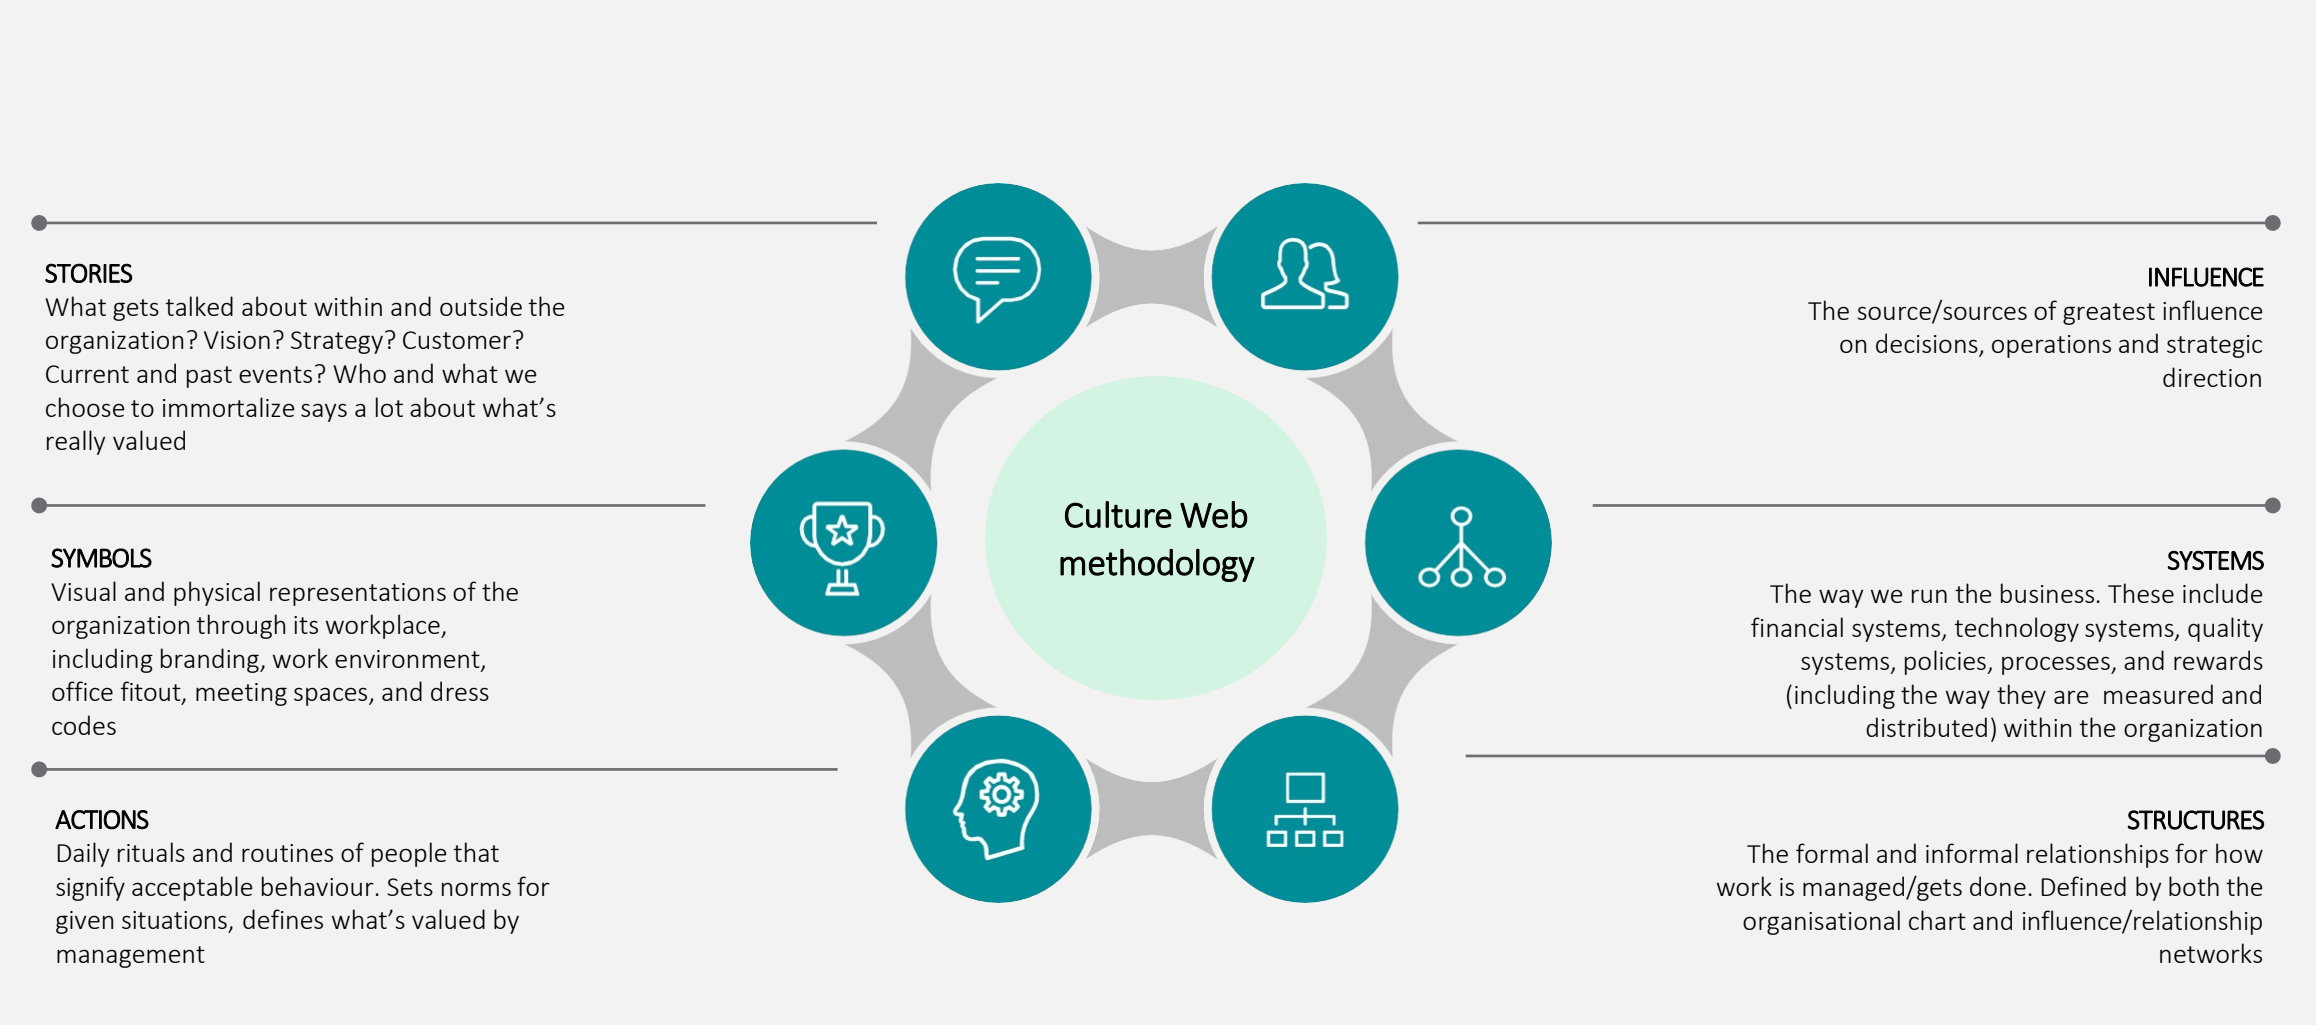 STORIES
What gets talked about within and outside the
organization? Vision? Strategy? Customer?
Current and past events? Who and what we
choose to immortalize says a lot about what's
really valued
SYMBOLS
Visual and physical representations of the
organization through its workplace,
including branding, work environment,
office fitout, meeting spaces, and dress
codes
ACTIONS
Daily rituals and routines of people that
signify acceptable behaviour. Sets norms for
given situations, defines what's valued by
management
Culture Web
methodology
INFLUENCE
The source/sources of greatest influence
on decisions, operations and strategic
direction
SYSTEMS
The way we run the business. These include
financial systems, technology systems, quality
systems, policies, processes, and rewards
(including the way they are  measured and
distributed) within the organization
STRUCTURES
The formal and informal relationships for how
work is managed/gets done. Defined by both the
organisational chart and influence/relationship
networks